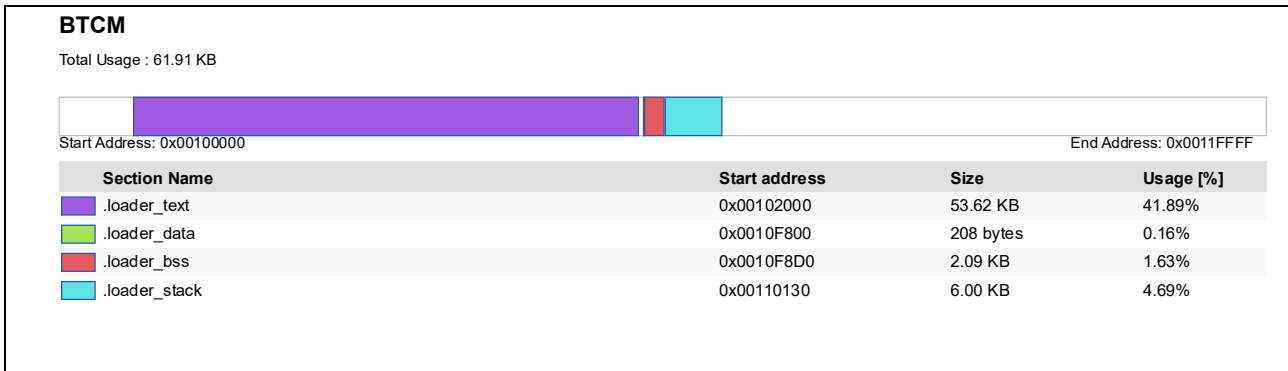 BTCM
Total Usage : 61.91 KB
Start Address: 0x00100000 End Address: 0x0011FFFF
Section Name Start address Size Usage [%]
.loader_text 0x00102000 53.62 KB 41.89%
.loader_data 0x0010F800 208 bytes 0.16%
.loader_bss 0x0010F8D0 2.09 KB 1.63%
.loader_stack 0x00110130 6.00 KB 4.69%